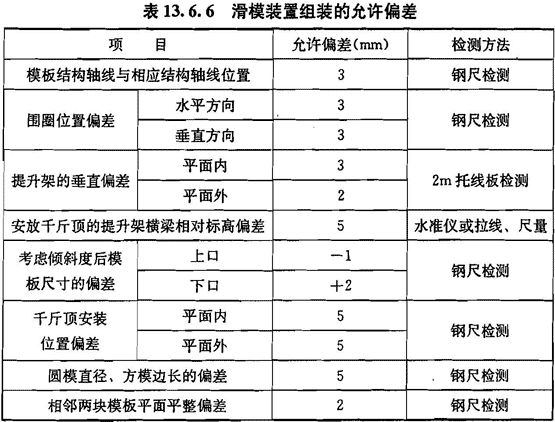 表 13.6.6 滑模装置组装的允许偏差
项 目 允许偏差(mm) 检测方法
模板结构轴线与相应结构轴线位置 3 钢尺检测
围圈位置偏差 水平方向 3 钢尺检测
垂直方向 3
提升架的垂直偏差 平面内 3 2m托线板检测
平面外 2
安放千斤顶的提升架横梁相对标高偏差 5 水准仪或拉线、尺量
考虑倾斜度后模板尺寸的偏差 上口 -1 钢尺检测
下口 +2
千斤顶安装位置偏差 平面内 5 钢尺检测
平面外 5
圆模直径、方模边长的偏差 5 钢尺检测
相邻两块模板平面平整偏差 2 钢尺检测